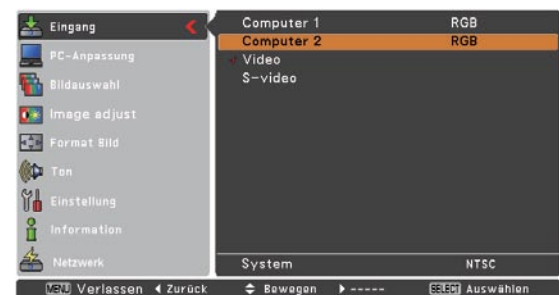 Eingang
PC-Anpassung
Bildauswahl
Image adjust
Format Bild
Ton
Einstellung
Information
Netzwerk
Computer 1 RGB
Computer 2 RGB
Video
S-video
System NTSC
MENU Verlassen Zurück Bewegen ----- SELECT Auswählen